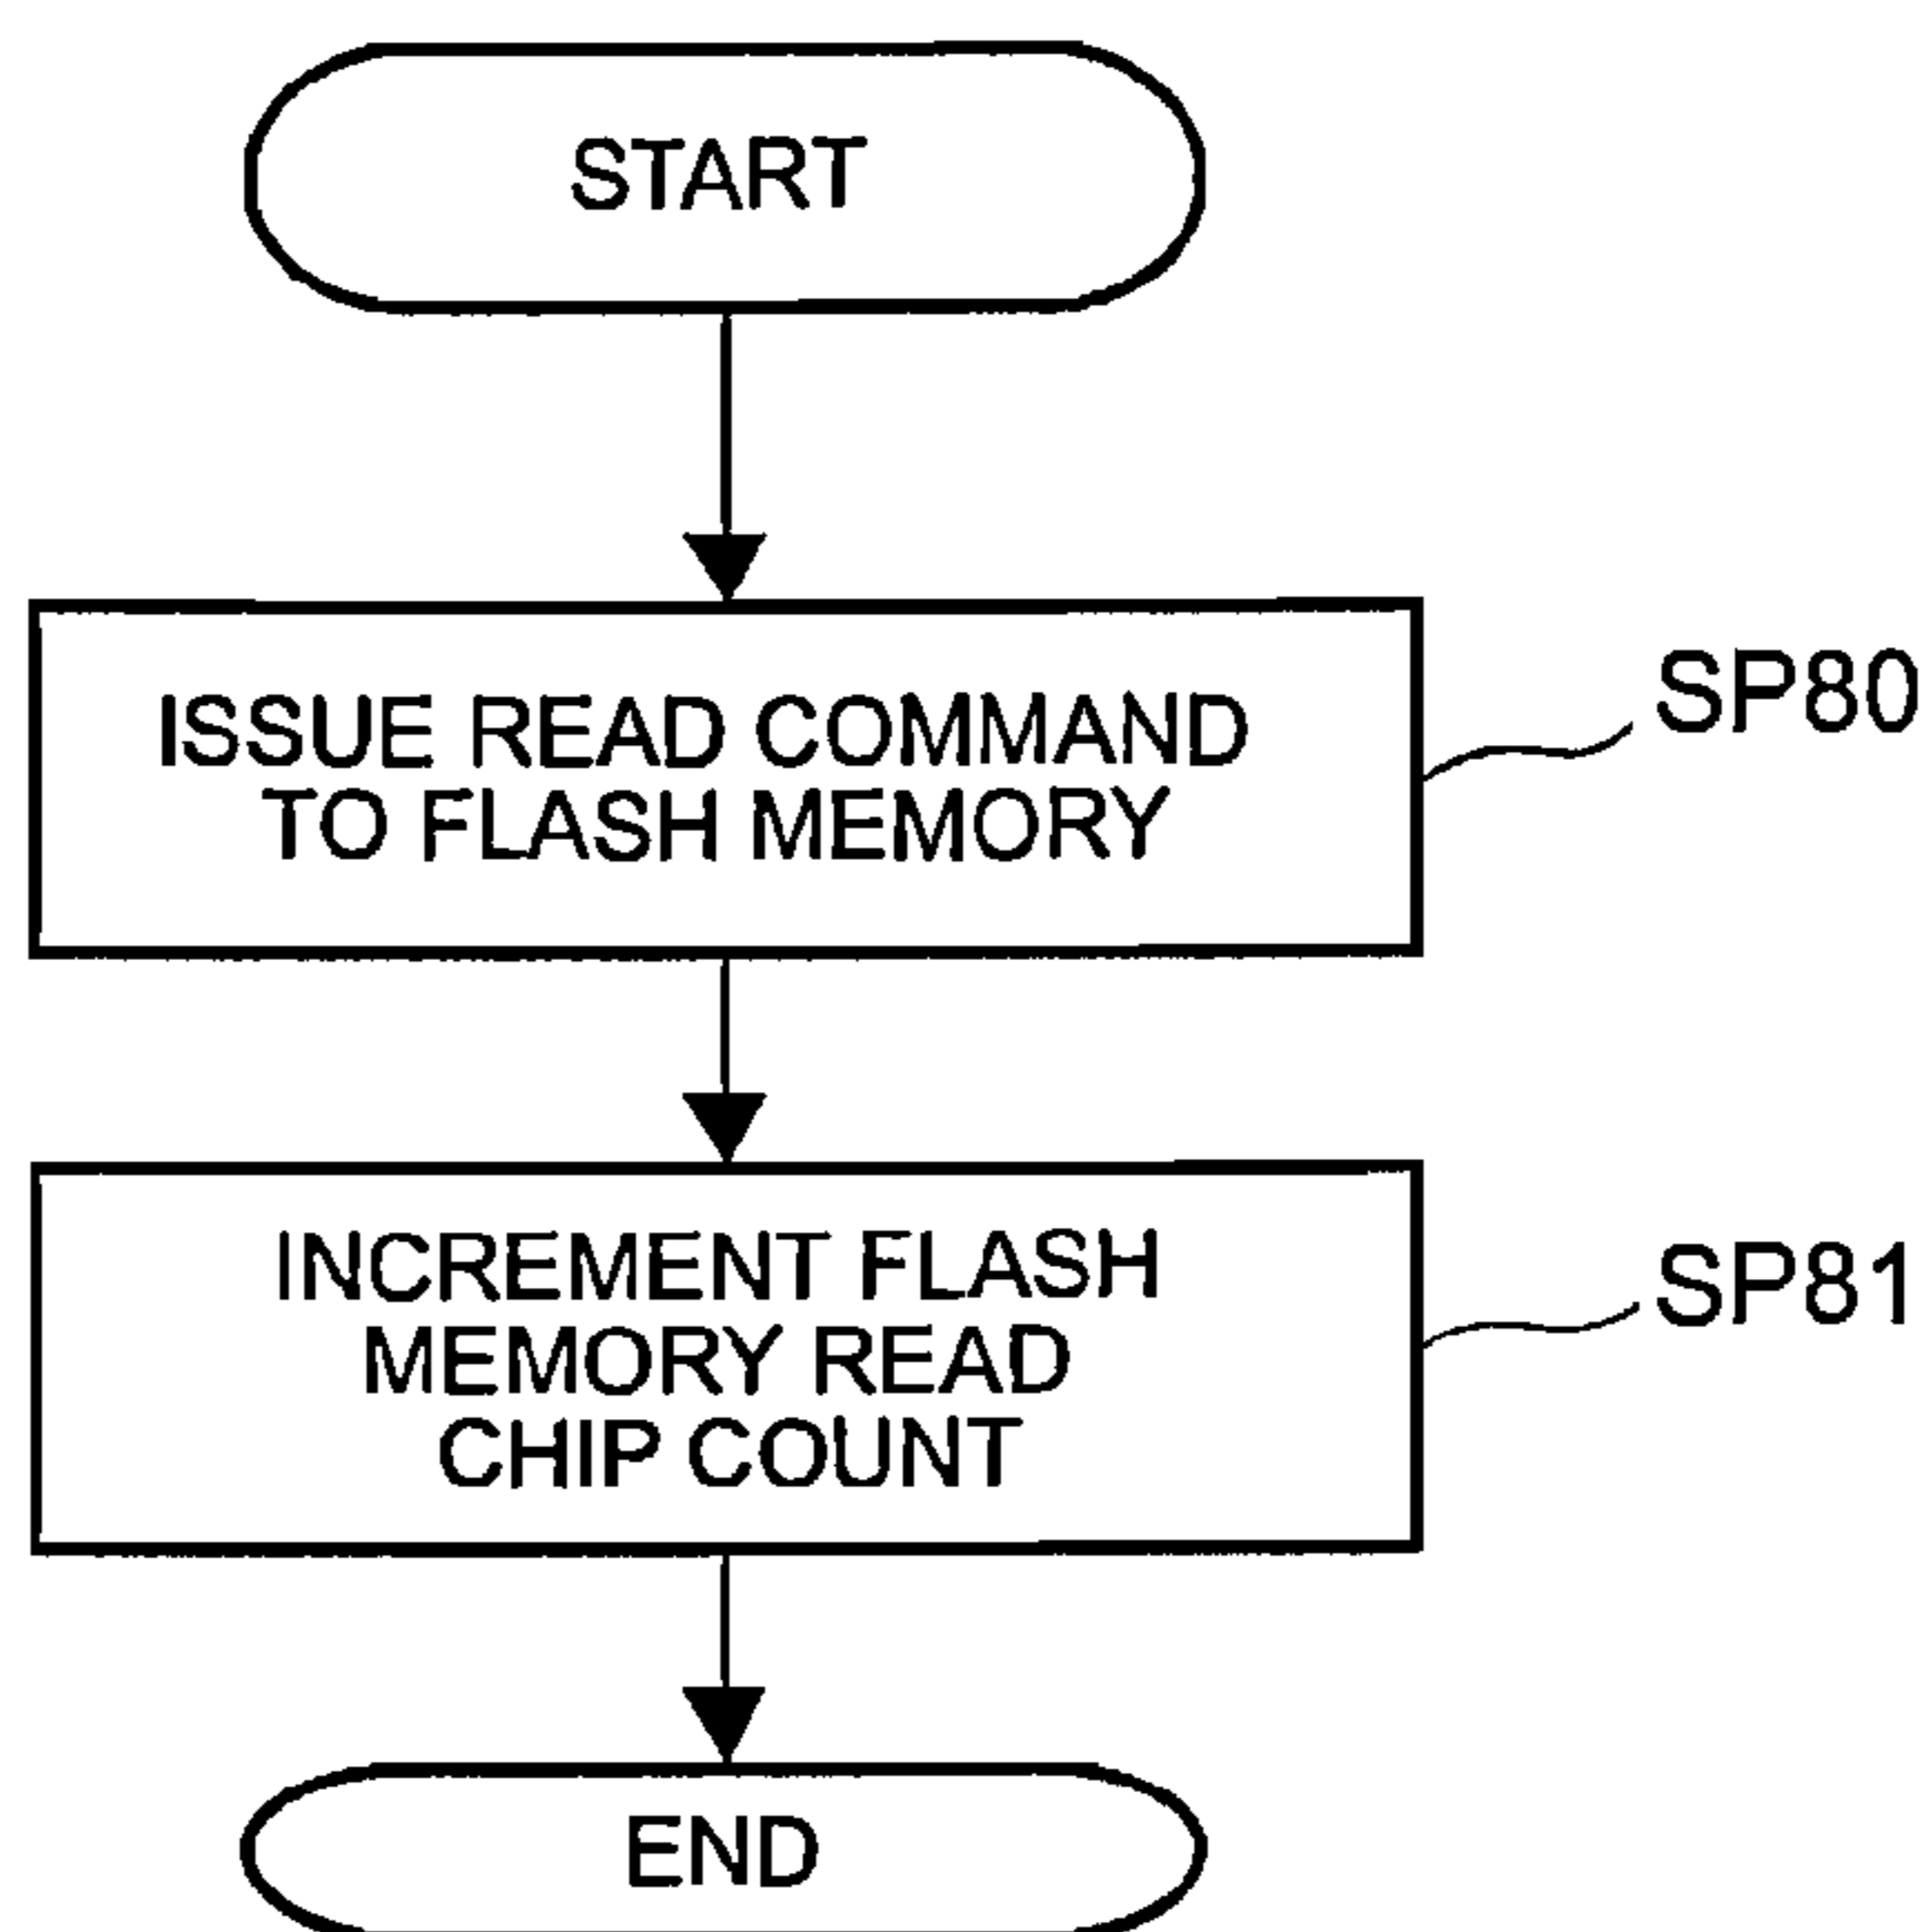 START
ISSUE READ COMMAND
TO FLASH MEMORY
SP80
INCREMENT FLASH
MEMORY READ
CHIP COUNT
SP81
END